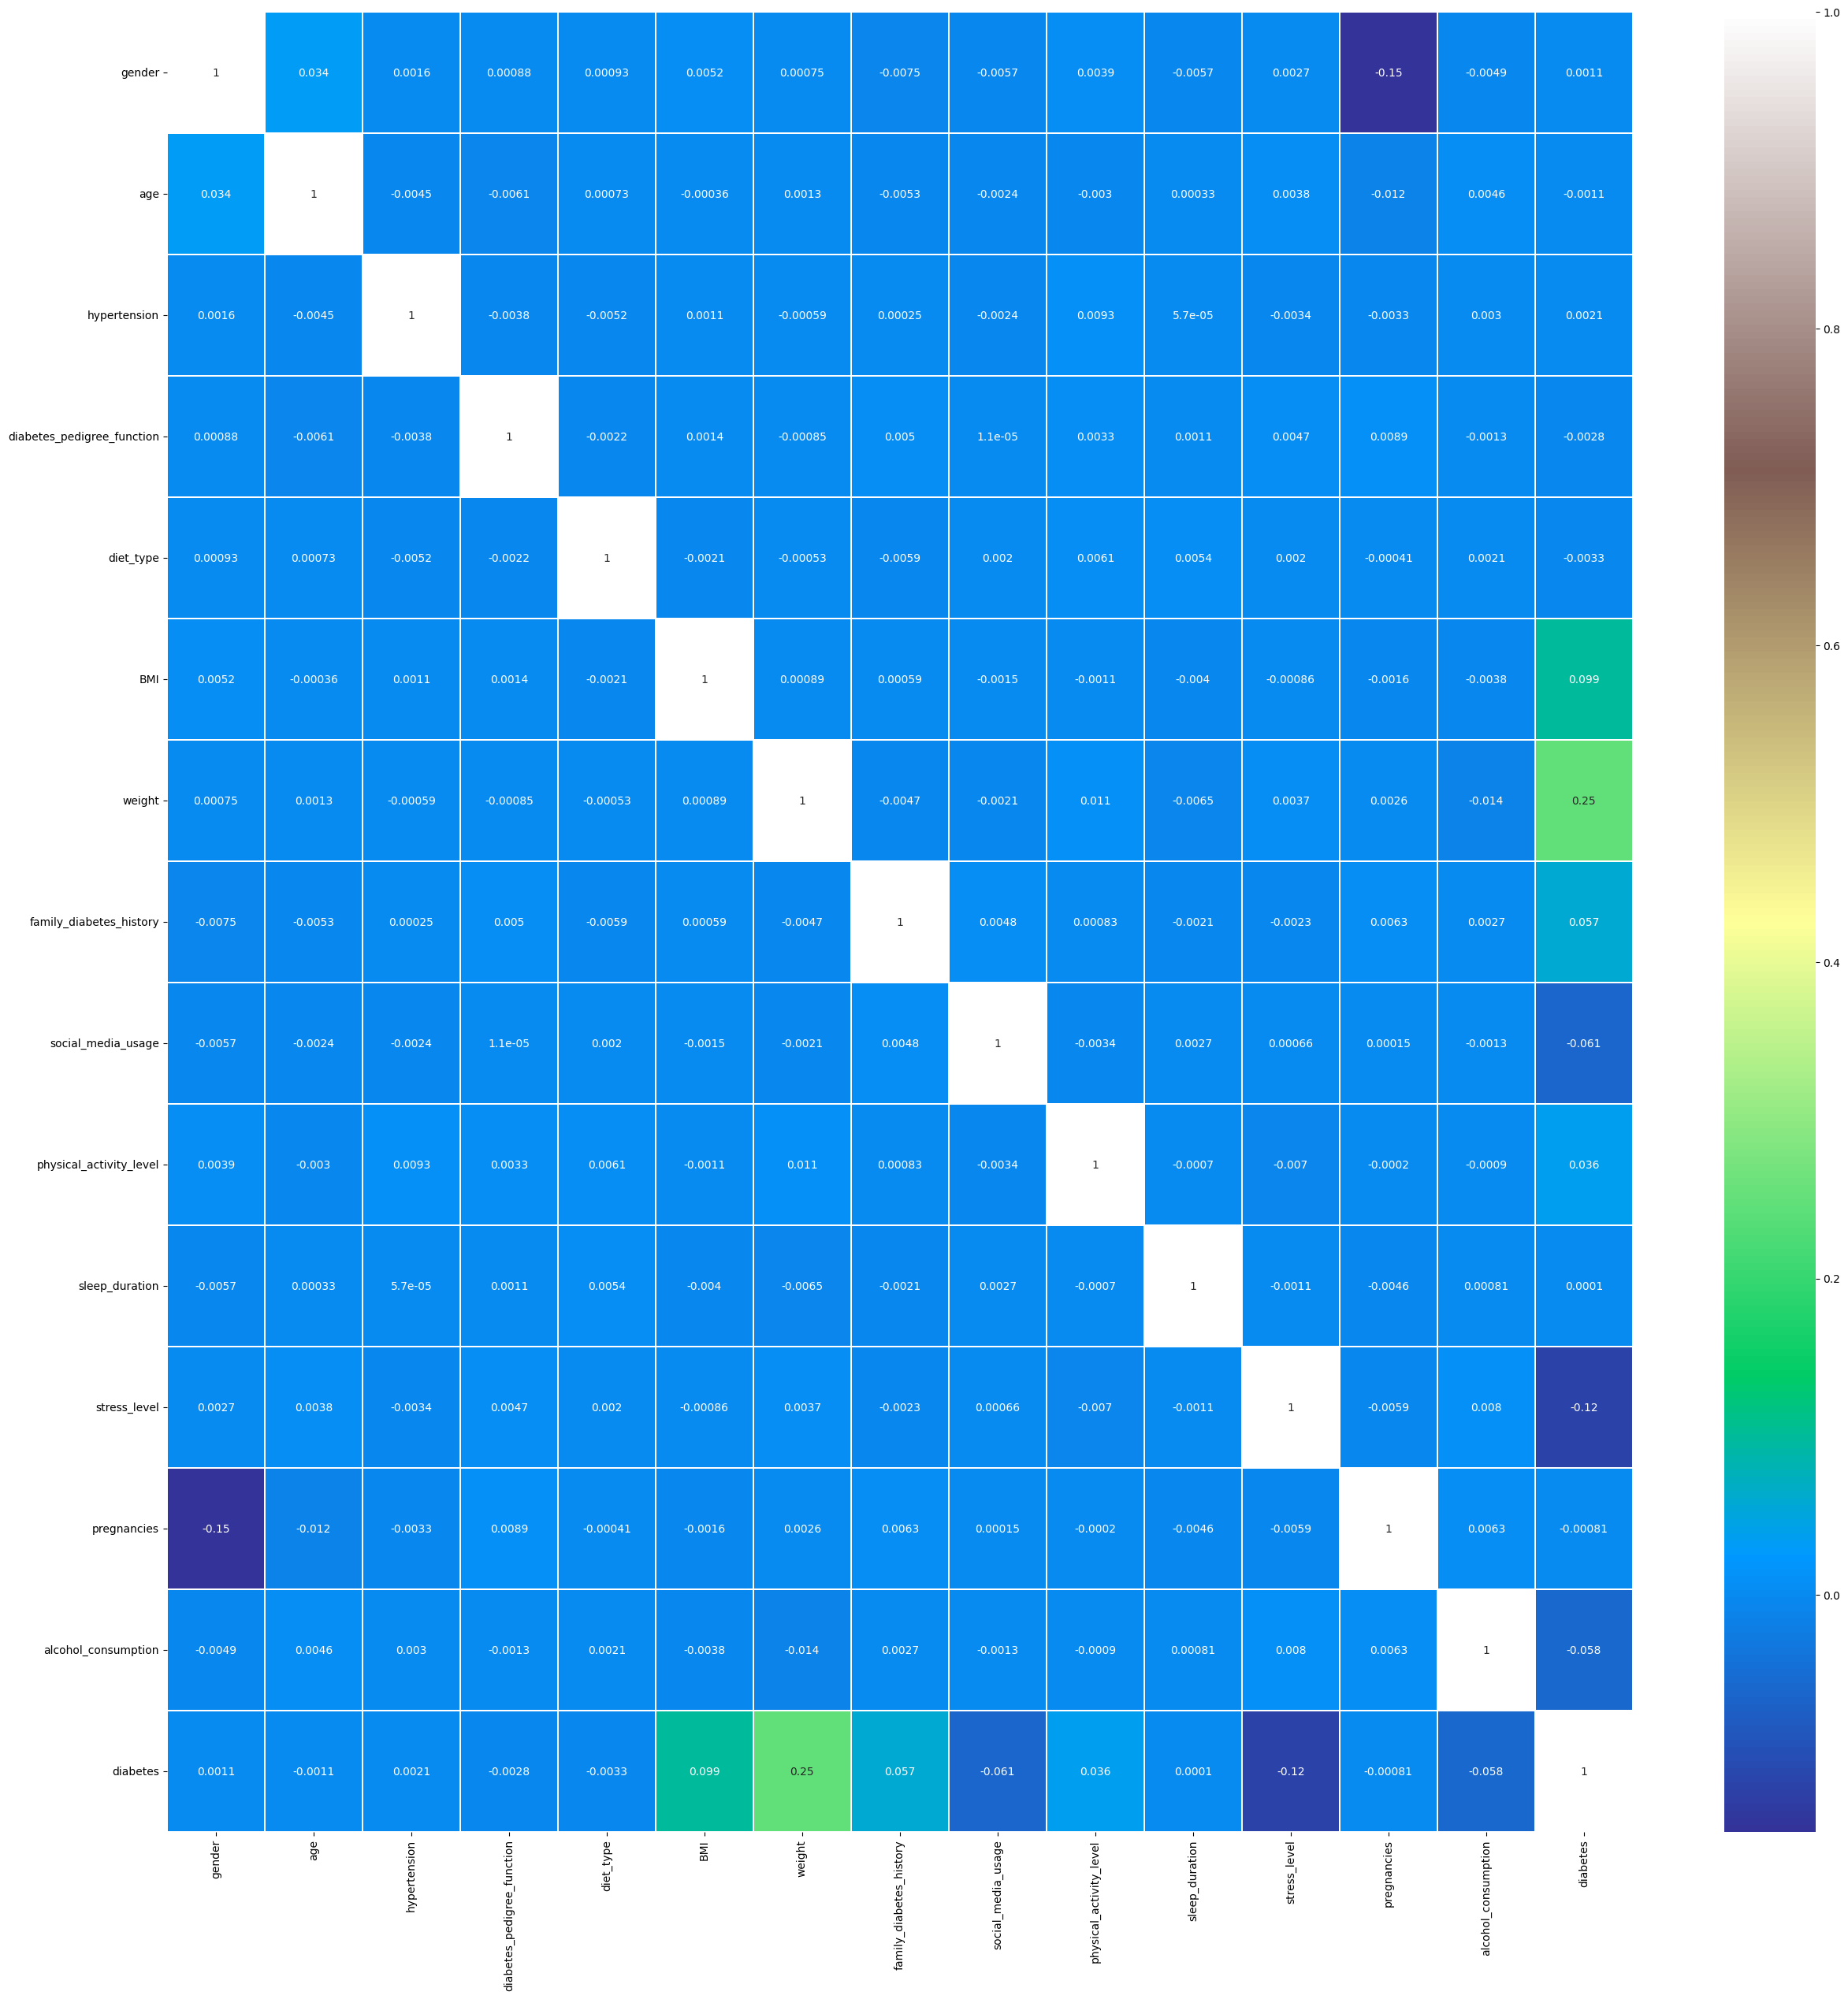 gender 1 0.034 0.0016 0.00088 0.00093 0.0052 0.00075 -0.0075 -0.0057 0.0039 -0.0057 0.0027 -0.15 -0.0049 0.0011
age 0.034 1 -0.0045 -0.0061 0.00073 -0.00036 0.0013 -0.0053 -0.0024 -0.003 0.00033 0.0038 -0.012 0.0046 -0.0011
hypertension 0.0016 -0.0045 1 -0.0038 -0.0052 0.0011 -0.00059 0.00025 -0.0024 0.0093 5.7e-05 -0.0034 -0.0033 0.003 0.0021
diabetes_pedigree_function 0.00088 -0.0061 -0.0038 1 -0.0022 0.0014 -0.00085 0.005 1.1e-05 0.0033 0.0011 0.0047 0.0089 -0.0013 -0.0028
diet_type 0.00093 0.00073 -0.0052 -0.0022 1 -0.0021 -0.00053 -0.0059 0.002 0.0061 0.0054 0.002 -0.00041 0.0021 -0.0033
BMI 0.0052 -0.00036 0.0011 0.0014 -0.0021 1 0.00089 0.00059 -0.0015 -0.0011 -0.004 -0.00086 -0.0016 -0.0038 0.099
weight 0.00075 0.0013 -0.00059 -0.00085 -0.00053 0.00089 1 -0.0047 -0.0021 0.011 -0.0065 0.0037 0.0026 -0.014 0.25
family_diabetes_history -0.0075 -0.0053 0.00025 0.005 -0.0059 0.00059 -0.0047 1 0.0048 0.00083 -0.0021 -0.0023 0.0063 0.0027 0.057
social_media_usage -0.0057 -0.0024 -0.0024 1.1e-05 0.002 -0.0015 -0.0021 0.0048 1 -0.0034 0.0027 0.00066 0.00015 -0.0013 -0.061
physical_activity_level 0.0039 -0.003 0.0093 0.0033 0.0061 -0.0011 0.011 0.00083 -0.0034 1 -0.0007 -0.007 -0.0002 -0.0009 0.036
sleep_duration -0.0057 0.00033 5.7e-05 0.0011 0.0054 -0.004 -0.0065 -0.0021 0.0027 -0.0007 1 -0.0011 -0.0046 0.00081 0.0001
stress_level 0.0027 0.0038 -0.0034 0.0047 0.002 -0.00086 0.0037 -0.0023 0.00066 -0.007 -0.0011 1 -0.0059 0.008 -0.12
pregnancies -0.15 -0.012 -0.0033 0.0089 -0.00041 -0.0016 0.0026 0.0063 0.00015 -0.0002 -0.0046 -0.0059 1 0.0063 -0.00081
alcohol_consumption -0.0049 0.0046 0.003 -0.0013 0.0021 -0.0038 -0.014 0.0027 -0.0013 -0.0009 0.00081 0.008 0.0063 1 -0.058
diabetes 0.0011 -0.0011 0.0021 -0.0028 -0.0033 0.099 0.25 0.057 -0.061 0.036 0.0001 -0.12 -0.00081 -0.058 1
gender
age
hypertension
diabetes_pedigree_function
diet_type
BMI
weight
family_diabetes_history
social_media_usage
physical_activity_level
sleep_duration
stress_level
pregnancies
alcohol_consumption
diabetes
1.0
0.8
0.6
0.4
0.2
0.0